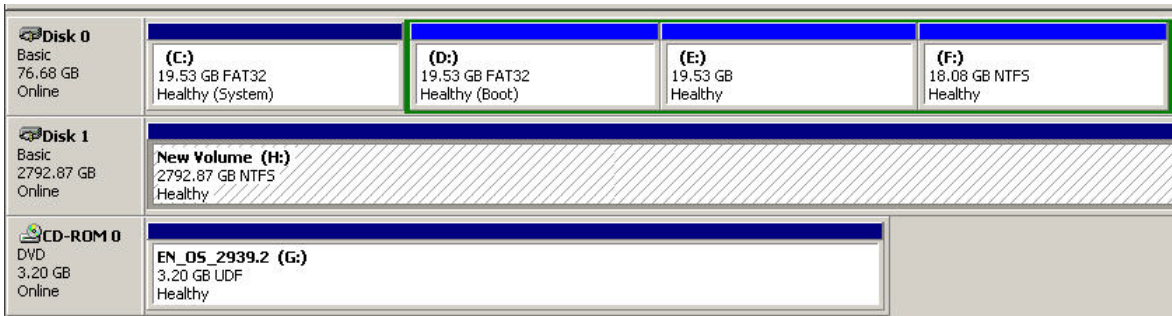 Disk 0
Basic
76.68 GB
Online
(C:)
19.53 GB FAT32
Healthy (System)
(D:)
19.53 GB FAT32
Healthy (Boot)
(E:)
19.53 GB
Healthy
(F:)
18.08 GB NTFS
Healthy
Disk 1
Basic
2792.87 GB
Online
New Volume (H:)
2792.87 GB NTFS
Healthy
CD-ROM 0
DVD
3.20 GB
Online
EN_OS_2939.2 (G:)
3.20 GB UDF
Healthy